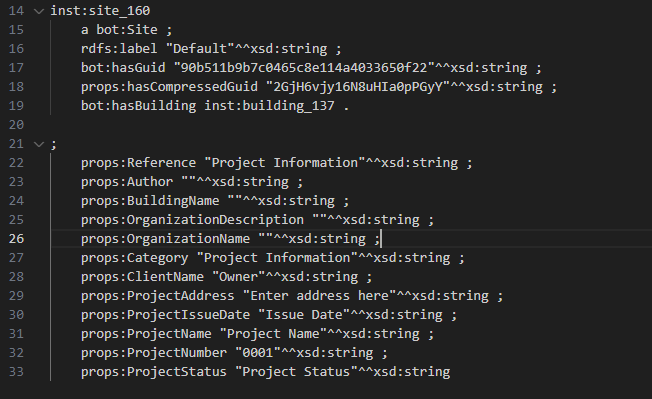 14 inst:site_160
15 a bot:Site ;
16 rdfs:label "Default"^^xsd:string ;
17 bot:hasGuid "90b511b9b7c0465c8e114a4033650f22"^^xsd:string ;
18 props:hasCompressedGuid "2GjH6vjy16N8uHIa0pPGyY"^^xsd:string ;
19 bot:hasBuilding inst:building_137 .
20
21 ;
22 props:Reference "Project Information"^^xsd:string ;
23 props:Author ""^^xsd:string ;
24 props:BuildingName ""^^xsd:string ;
25 props:OrganizationDescription ""^^xsd:string ;
26 props:OrganizationName ""^^xsd:string ;
27 props:Category "Project Information"^^xsd:string ;
28 props:ClientName "Owner"^^xsd:string ;
29 props:ProjectAddress "Enter address here"^^xsd:string ;
30 props:ProjectIssueDate "Issue Date"^^xsd:string ;
31 props:ProjectName "Project Name"^^xsd:string ;
32 props:ProjectNumber "0001"^^xsd:string ;
33 props:ProjectStatus "Project Status"^^xsd:string